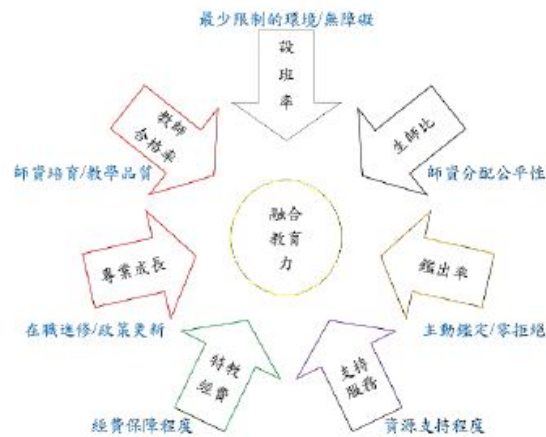 最少限制的環境/無障礙
設
班
率
教師
合格率
生師比
師資培育/教學品質
師資分配公平性
融合
教育
力
專業成長
鑑出率
在職進修/政策更新
主動鑑定/零拒絕
特教
經費
支持
服務
經費保障程度
資源支持程度